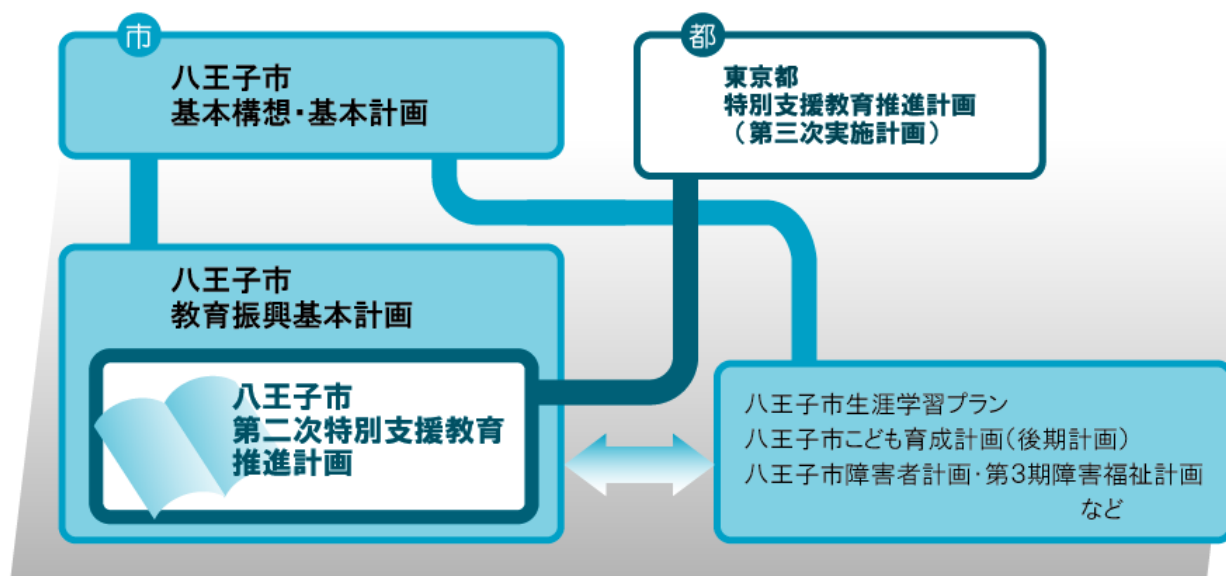 市
八王子市
基本構想・基本計画
都
東京都
特別支援教育推進計画
（第三次実施計画）
八王子市
教育振興基本計画
八王子市
第二次特別支援教育
推進計画
八王子市生涯学習プラン
八王子市こども育成計画（後期計画）
八王子市障害者計画・第3期障害福祉計画
など